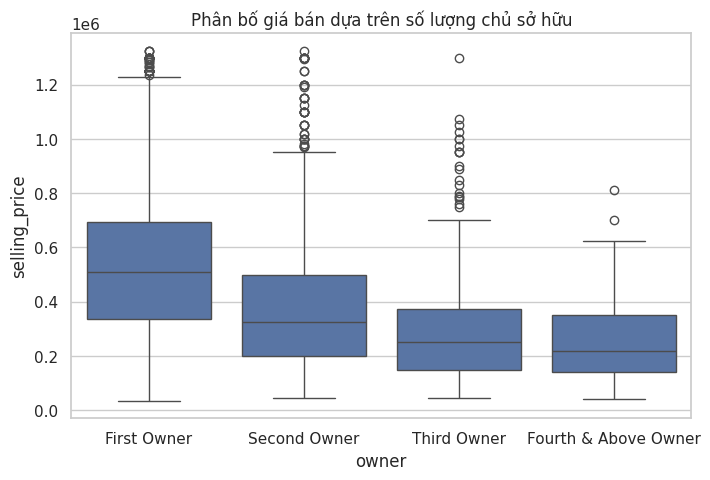 Phân bố giá bán dựa trên số lượng chủ sở hữu
1e6
1.2
1.0
0.8
0.6
0.4
0.2
0.0
selling_price
First Owner Second Owner Third Owner Fourth & Above Owner
owner